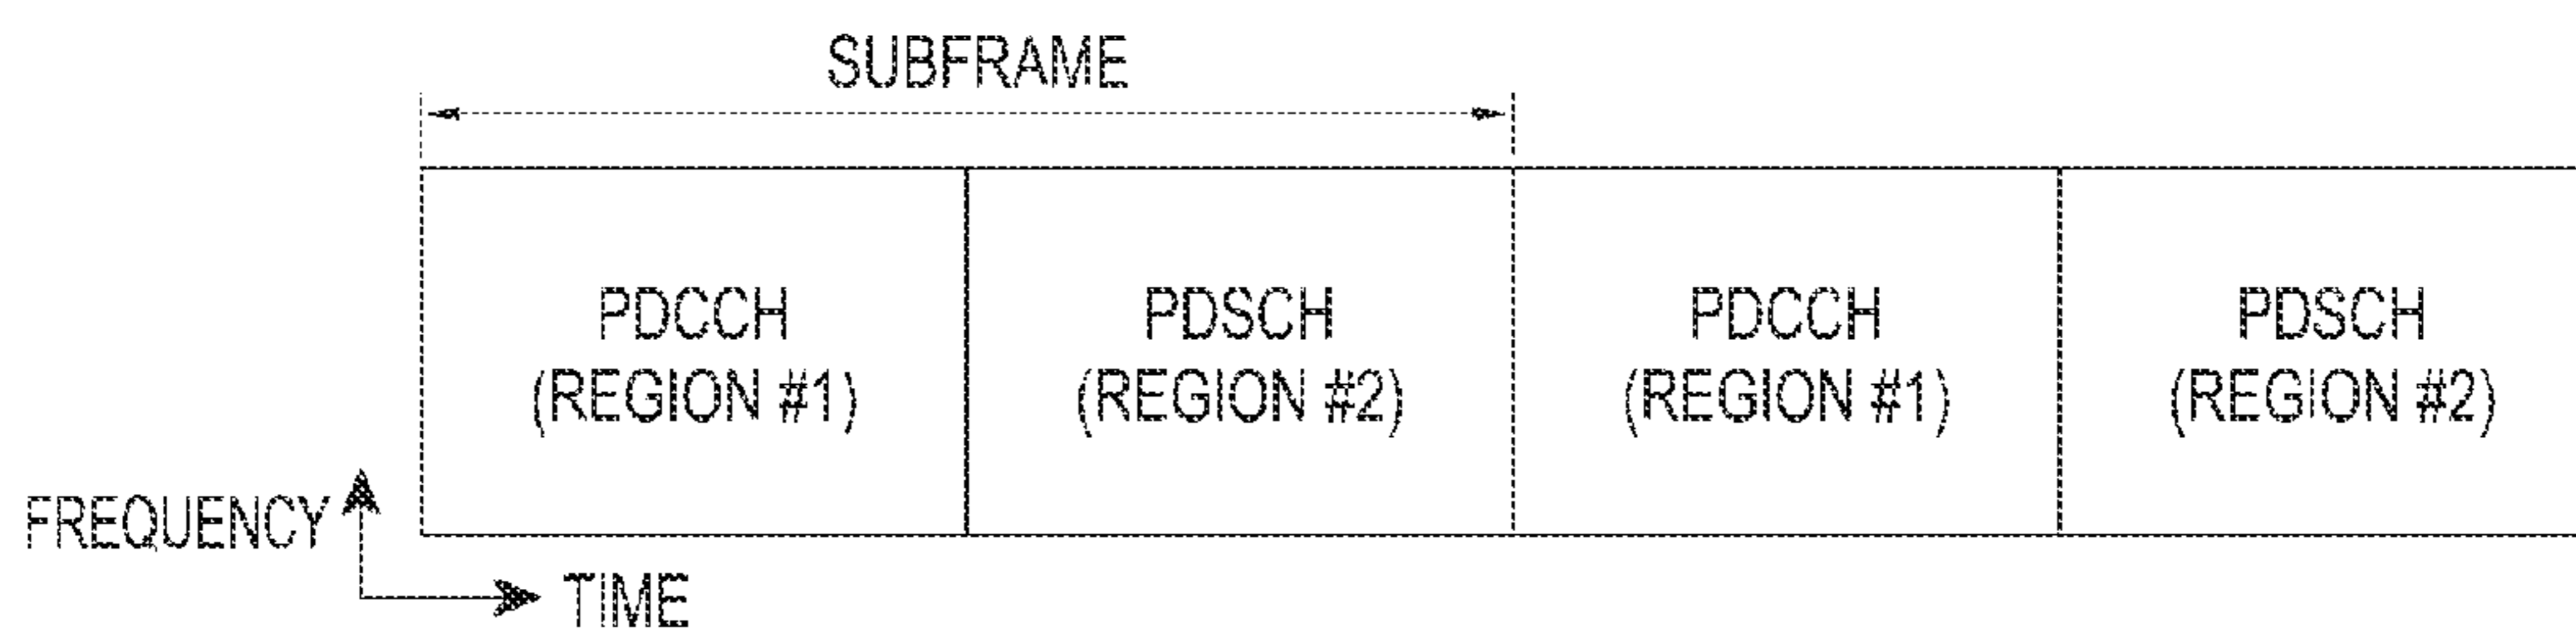 SUBFRAME
PDCCH
(REGION #1)
PDSCH
(REGION #2)
PDCCH
(REGION #1)
PDSCH
(REGION #2)
FREQUENCY
TIME